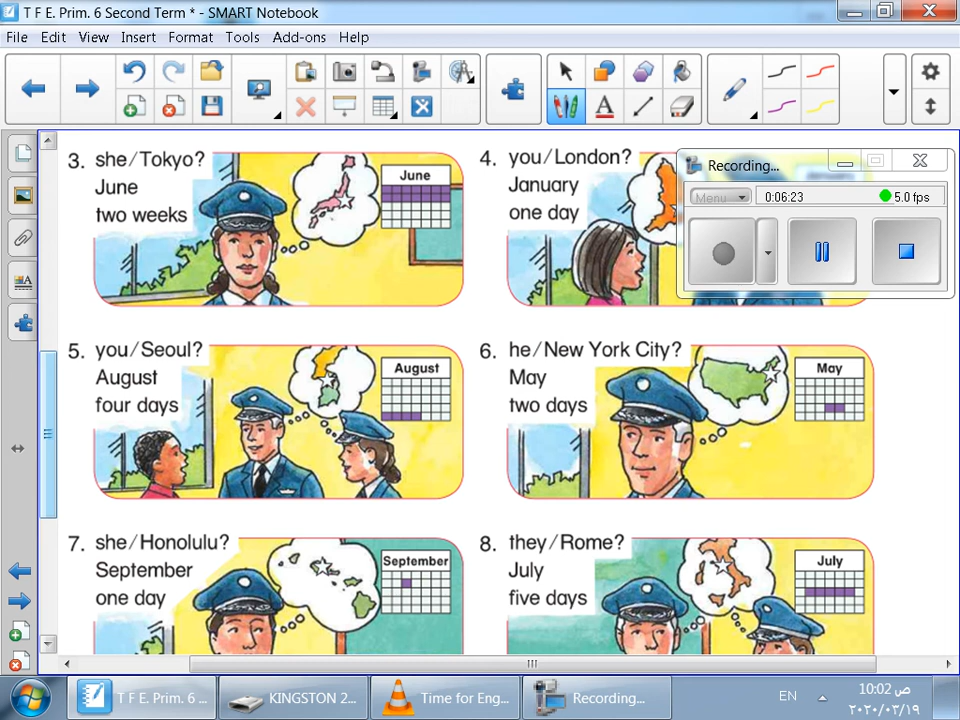 T F E. Prim. 6 Second Term * - SMART Notebook
File Edit View Insert Format Tools Add-ons Help
3. she/Tokyo?
June
two weeks
June
4. you/London?
January
one day
Recording...
Menu
0:06:23
5.0 fps
5. you/Seoul?
August
four days
August
6. he/New York City?
May
two days
May
7. she/Honolulu?
September
one day
September
8. they/Rome?
July
five days
July
T F E. Prim. 6 ...
KINGSTON 2...
Time for Eng...
Recording...
EN
10:02 ص
٢٠٢٠/٠٣/١٩